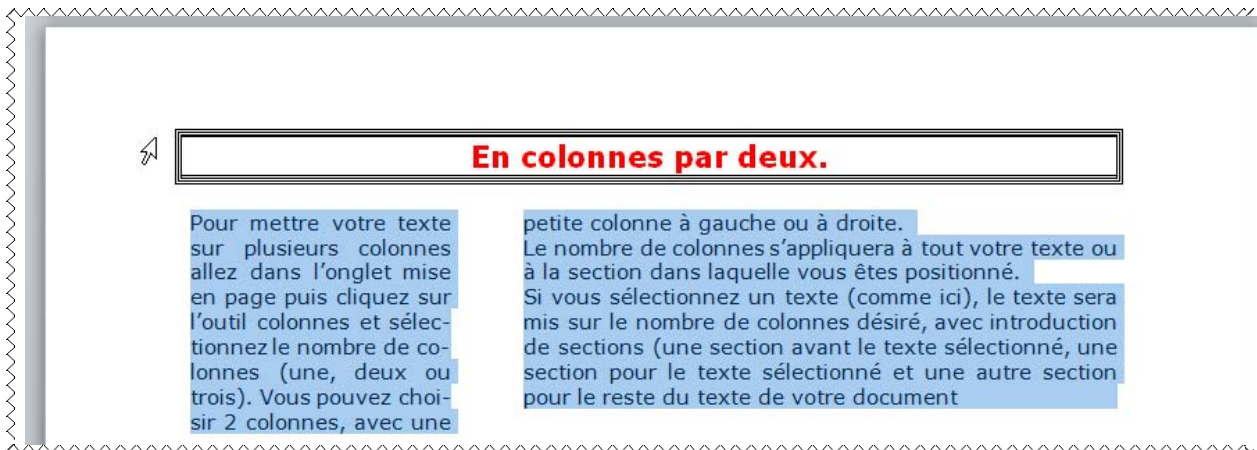 En colonnes par deux.
Pour mettre votre texte
sur plusieurs colonnes
allez dans l’onglet mise
en page puis cliquez sur
l’outil colonnes et sélec-
tionnez le nombre de co-
lonnes (une, deux ou
trois). Vous pouvez choi-
sir 2 colonnes, avec une
petite colonne à gauche ou à droite.
Le nombre de colonnes s’appliquera à tout votre texte ou
à la section dans laquelle vous êtes positionné.
Si vous sélectionnez un texte (comme ici), le texte sera
mis sur le nombre de colonnes désiré, avec introduction
de sections (une section avant le texte sélectionné, une
section pour le texte sélectionné et une autre section
pour le reste du texte de votre document